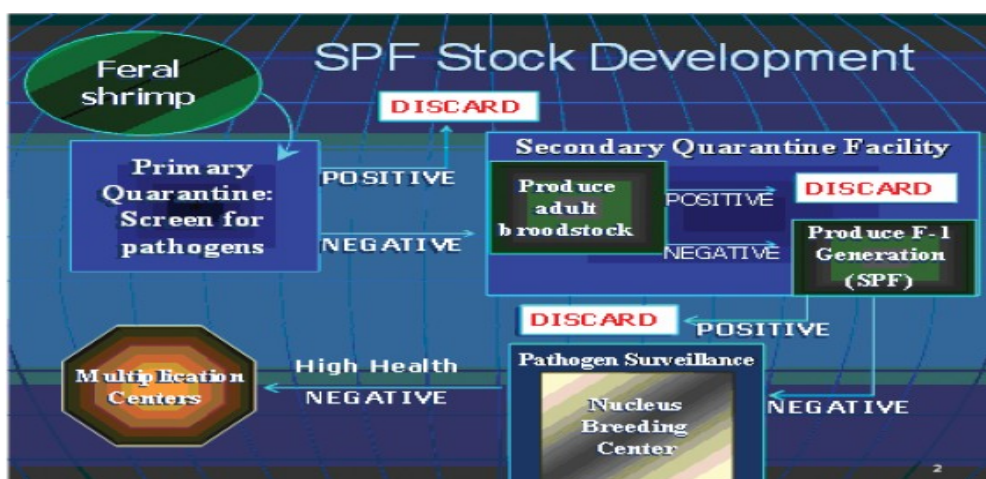 SPF Stock Development
Feral
shrimp
DISCARD
Primary
Quarantine:
Screen for
pathogens
POSITIVE
NEGATIVE
Secondary Quarantine Facility
Produce
adult
broodstock
POSITIVE
DISCARD
NEGATIVE
Produce F-1
Generation
(SPF)
DISCARD
POSITIVE
NEGATIVE
Pathogen Surveillance
Nucleus
Breeding
Center
High Health
NEGATIVE
Multiplication
Centers
2